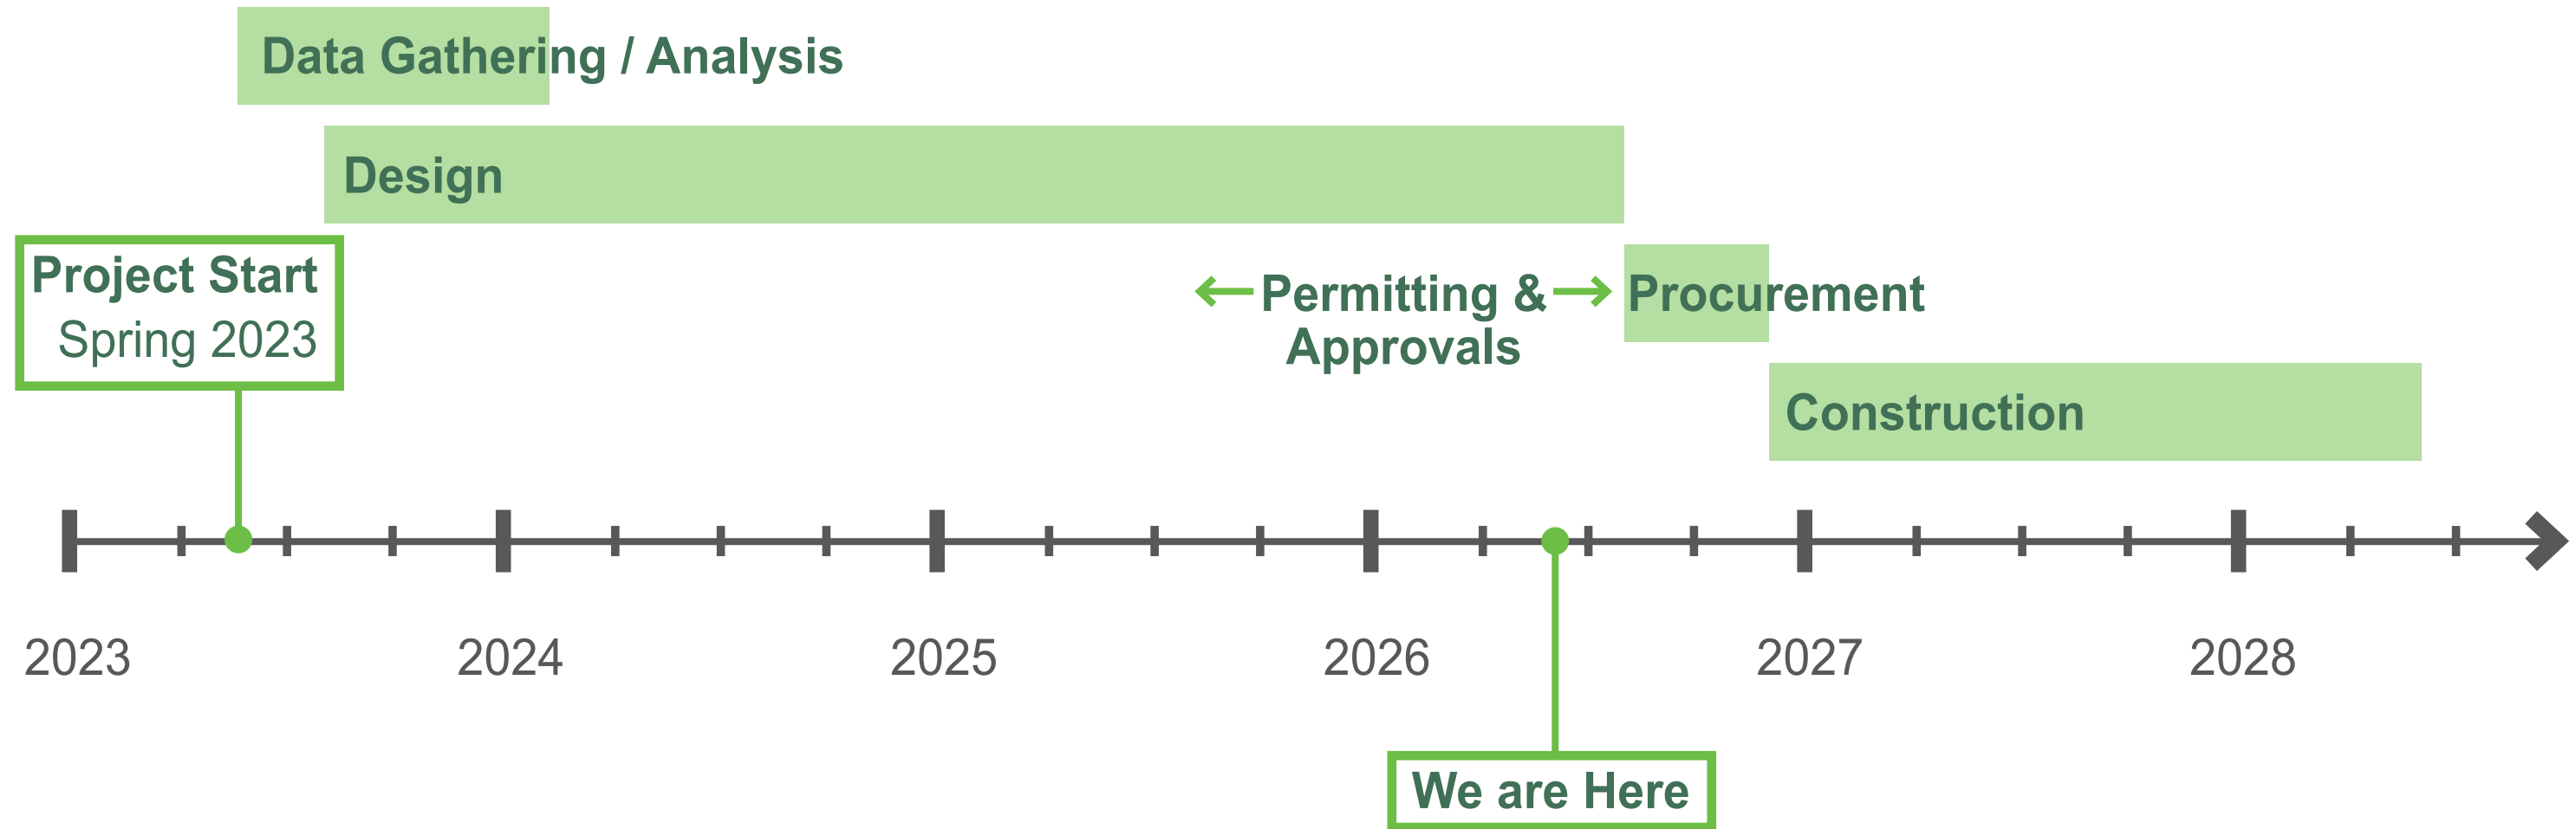 Data Gathering / Analysis
Design
Project Start
Spring 2023
Permitting &
Approvals
Procurement
Construction
2023
2024
2025
2026
2027
2028
We are Here